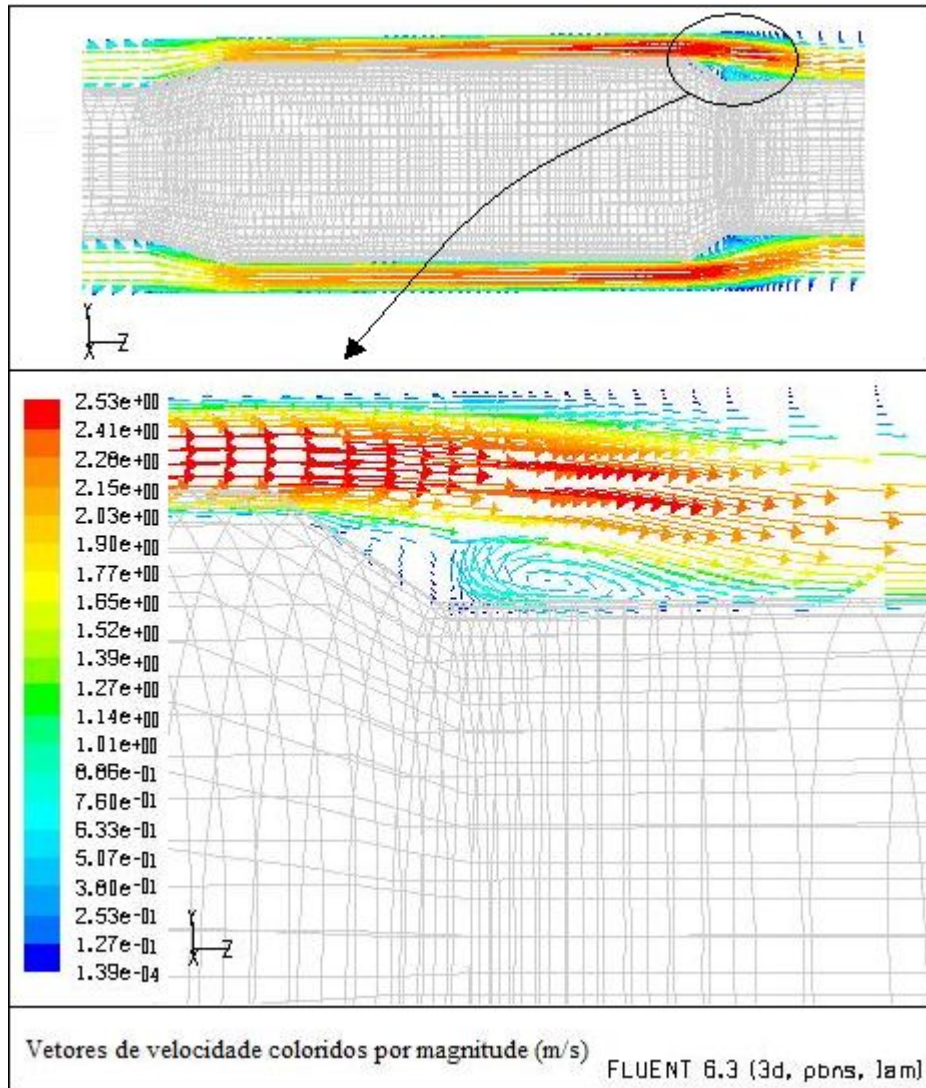 Y
X
Z
2.53e+00
2.41e+00
2.28e+00
2.15e+00
2.03e+00
1.90e+00
1.77e+00
1.65e+00
1.52e+00
1.39e+00
1.27e+00
1.14e+00
1.01e+00
8.86e-01
7.60e-01
6.33e-01
5.07e-01
3.80e-01
2.53e-01
1.27e-01
1.39e-04
Y
X
Z
Vetores de velocidade coloridos por magnitude (m/s)
FLUENT 6.3 (3d, pbns, lam)